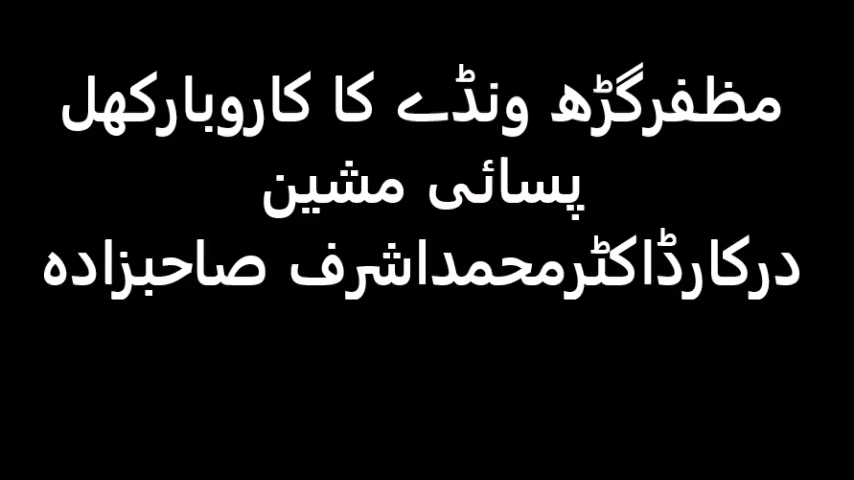 مظفرگڑھ ونڈے کا کاروبارکھل
پسائی مشین
درکارڈاکٹرمحمداشرف صاحبزادہ